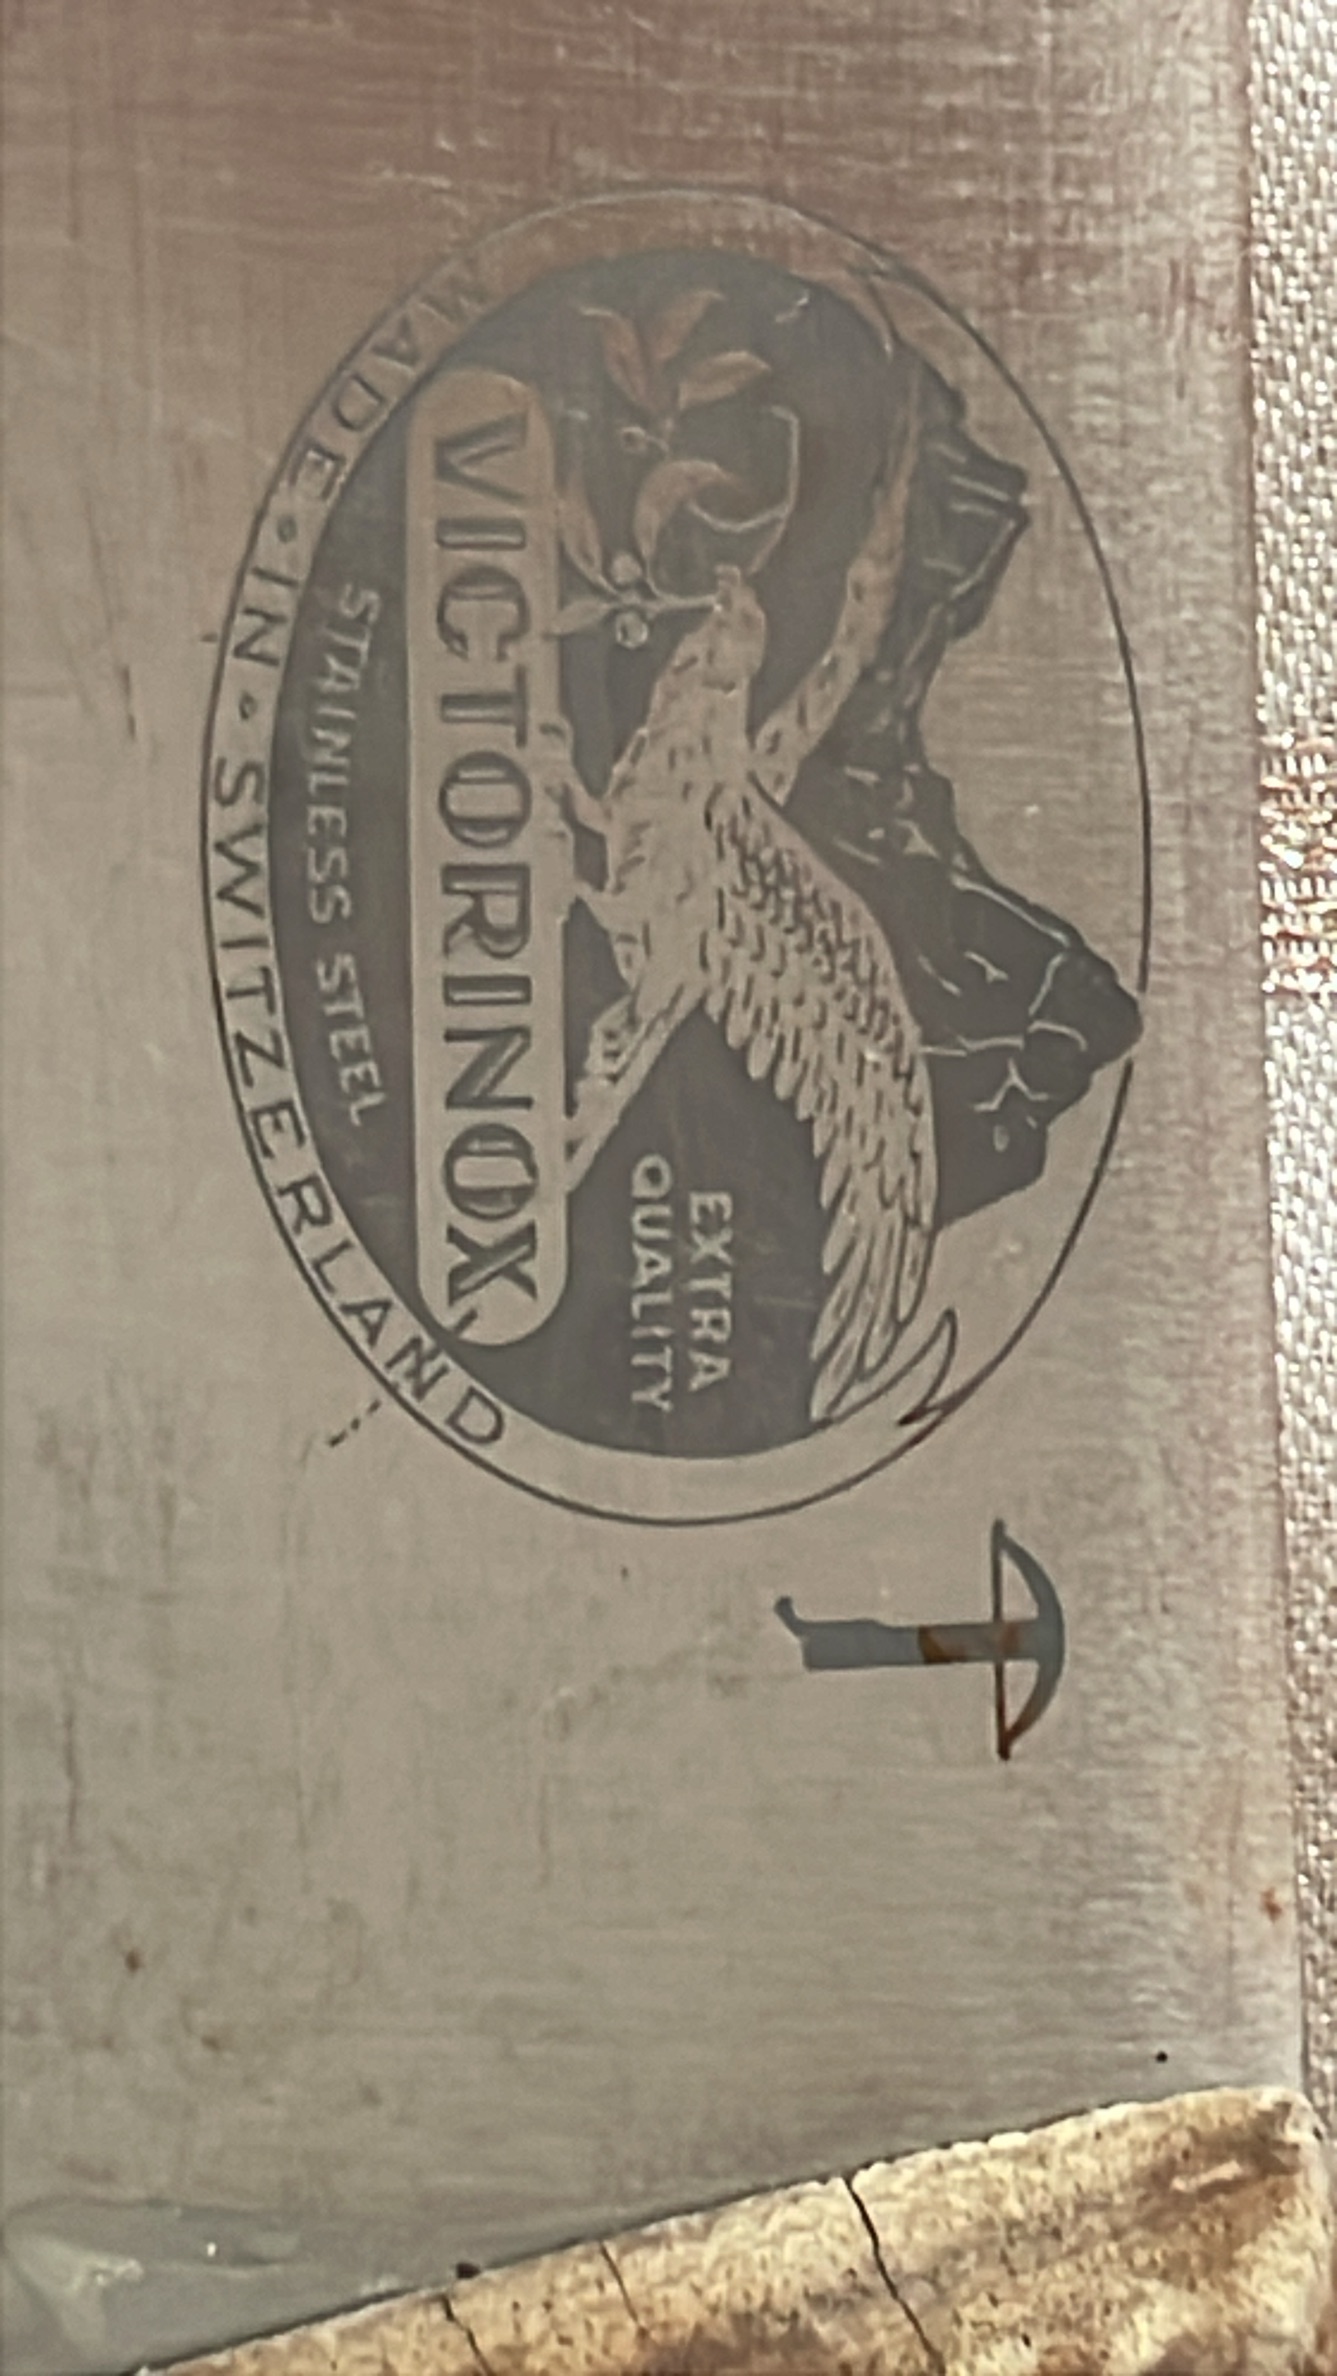 EXTRA
QUALITY
VICTORINOX
STAINLESS STEEL
MADE • IN • SWITZERLAND